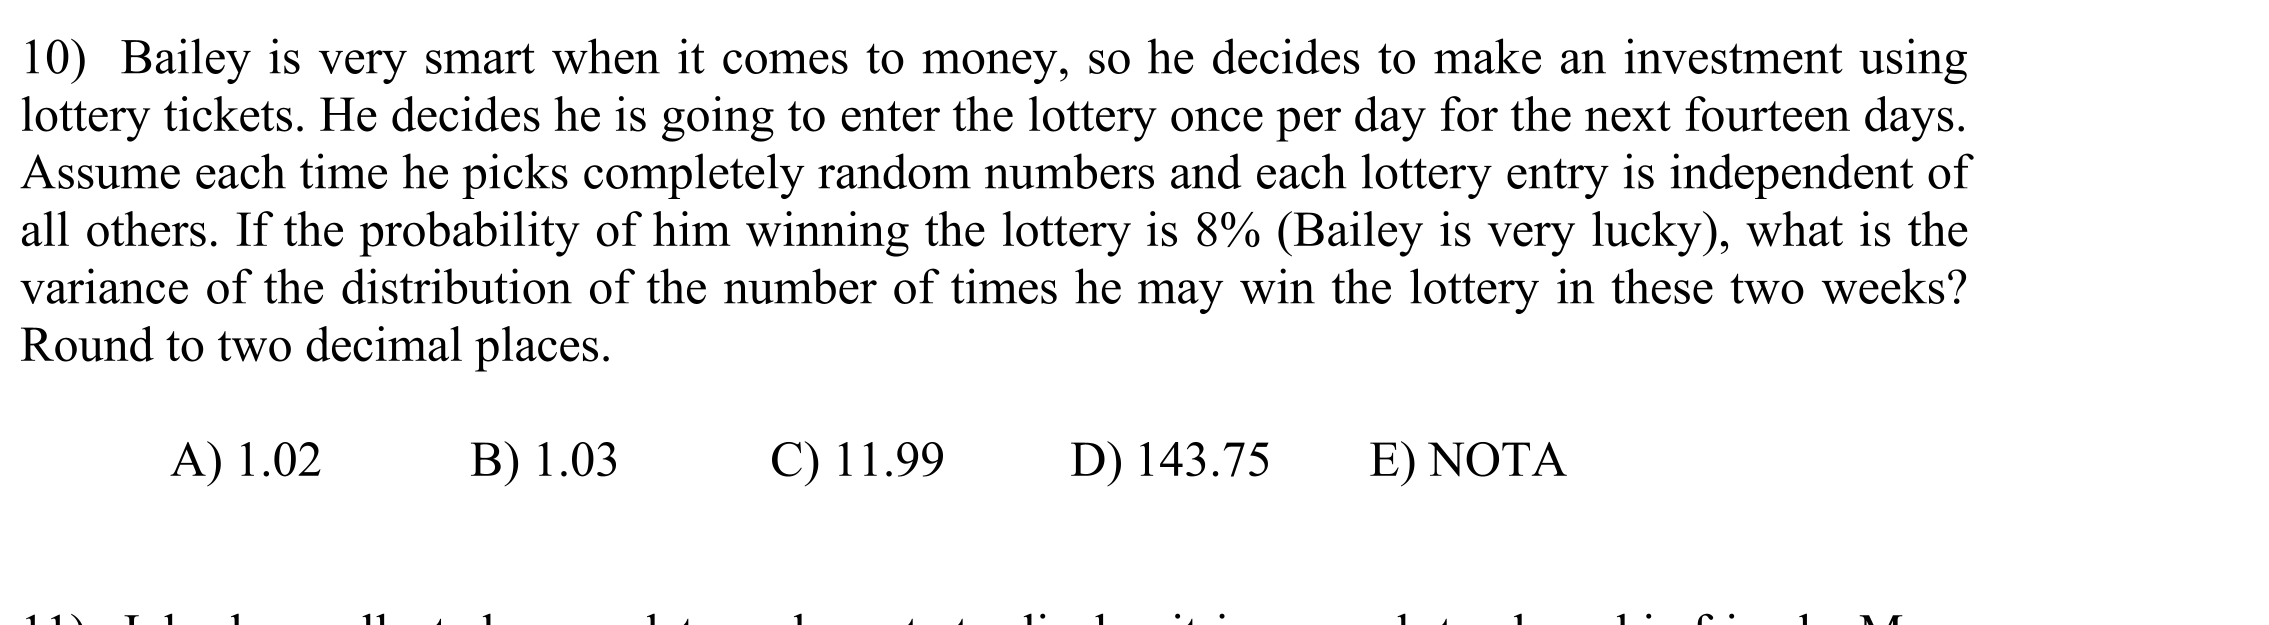 10) Bailey is very smart when it comes to money, so he decides to make an investment using
lottery tickets. He decides he is going to enter the lottery once per day for the next fourteen days.
Assume each time he picks completely random numbers and each lottery entry is independent of
all others. If the probability of him winning the lottery is 8% (Bailey is very lucky), what is the
variance of the distribution of the number of times he may win the lottery in these two weeks?
Round to two decimal places.
A) 1.02 B) 1.03 C) 11.99 D) 143.75 E) NOTA